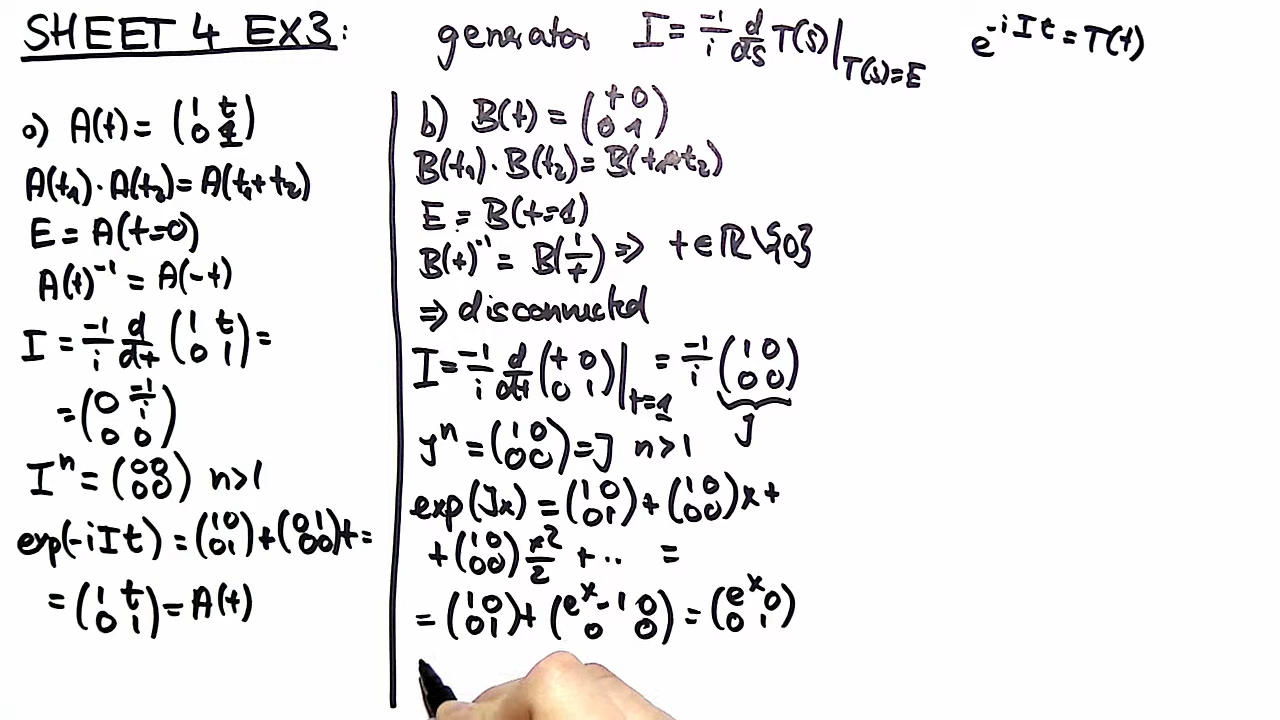 SHEET 4 EX3:
generator I = -1/i d/ds T(s)|T(s)=E
e^-iIt = T(t)
a) A(t) = (1 t
0 1)
A(t₁)·A(t₂) = A(t₁+t₂)
E = A(t=0)
A(t)⁻¹ = A(-t)
I = -1/i d/dt (1 t
0 1) =
= (0 -1/i
0 0)
Iⁿ = (0 0
0 0) n>1
exp(-iIt) = (1 0
0 1) + (0 1
0 0)t =
= (1 t
0 1) = A(t)
b) B(t) = (t 0
0 1)
B(t₁)·B(t₂) = B(t₁·t₂)
E = B(t=1)
B(t)⁻¹ = B(1/t) => t∈ℝ\{0}
=> disconnected
I = -1/i d/dt (t 0
0 1)|t=1 = -1/i (1 0
0 0)
J
Jⁿ = (1 0
0 0) = J n>1
exp(Jx) = (1 0
0 1) + (1 0
0 0)x +
+ (1 0
0 0) x²/2 + .. =
= (1 0
0 1) + (eˣ-1 0
0 0) = (eˣ 0
0 1)